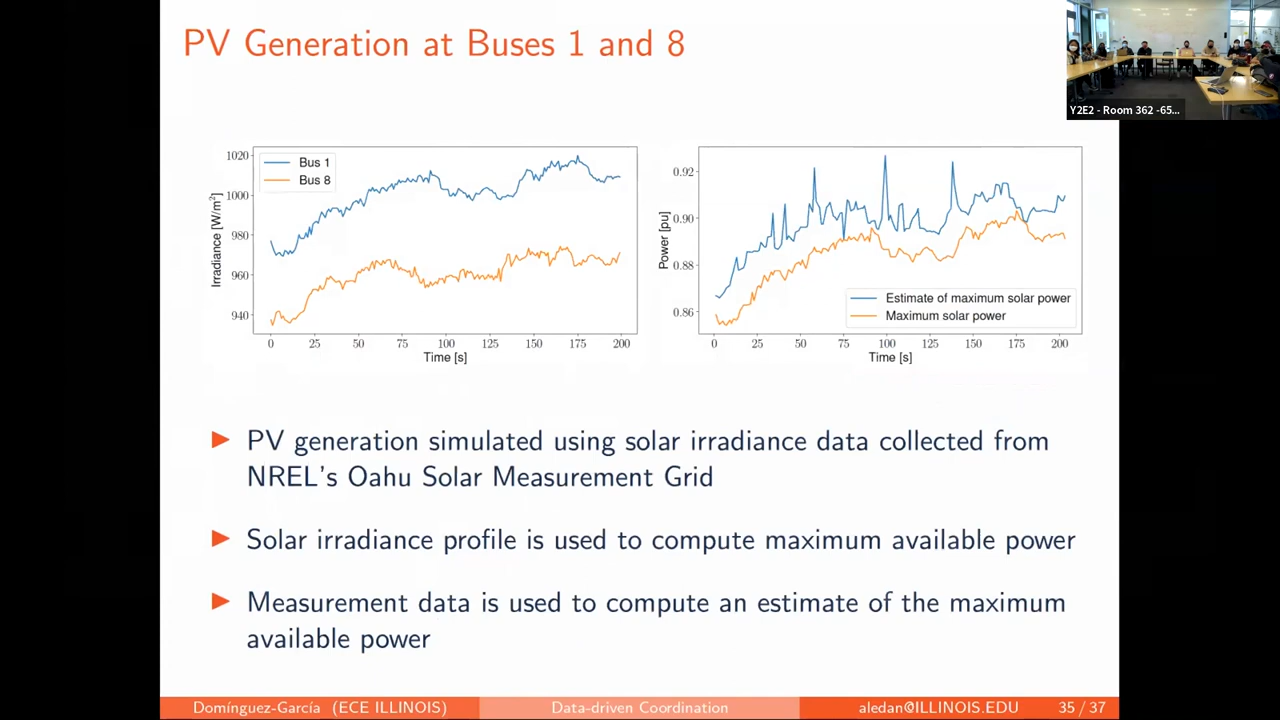 PV Generation at Buses 1 and 8
Y2E2 - Room 362 -65...
Bus 1
Bus 8
1020
1000
980
960
940
Irradiance [W/m²]
0 25 50 75 100 125 150 175 200
Time [s]
0.92
0.90
0.88
0.86
Power [pu]
Estimate of maximum solar power
Maximum solar power
0 25 50 75 100 125 150 175 200
Time [s]
PV generation simulated using solar irradiance data collected from
NREL's Oahu Solar Measurement Grid
Solar irradiance profile is used to compute maximum available power
Measurement data is used to compute an estimate of the maximum
available power
Domínguez-García (ECE ILLINOIS) Data-driven Coordination aledan@ILLINOIS.EDU 35 / 37